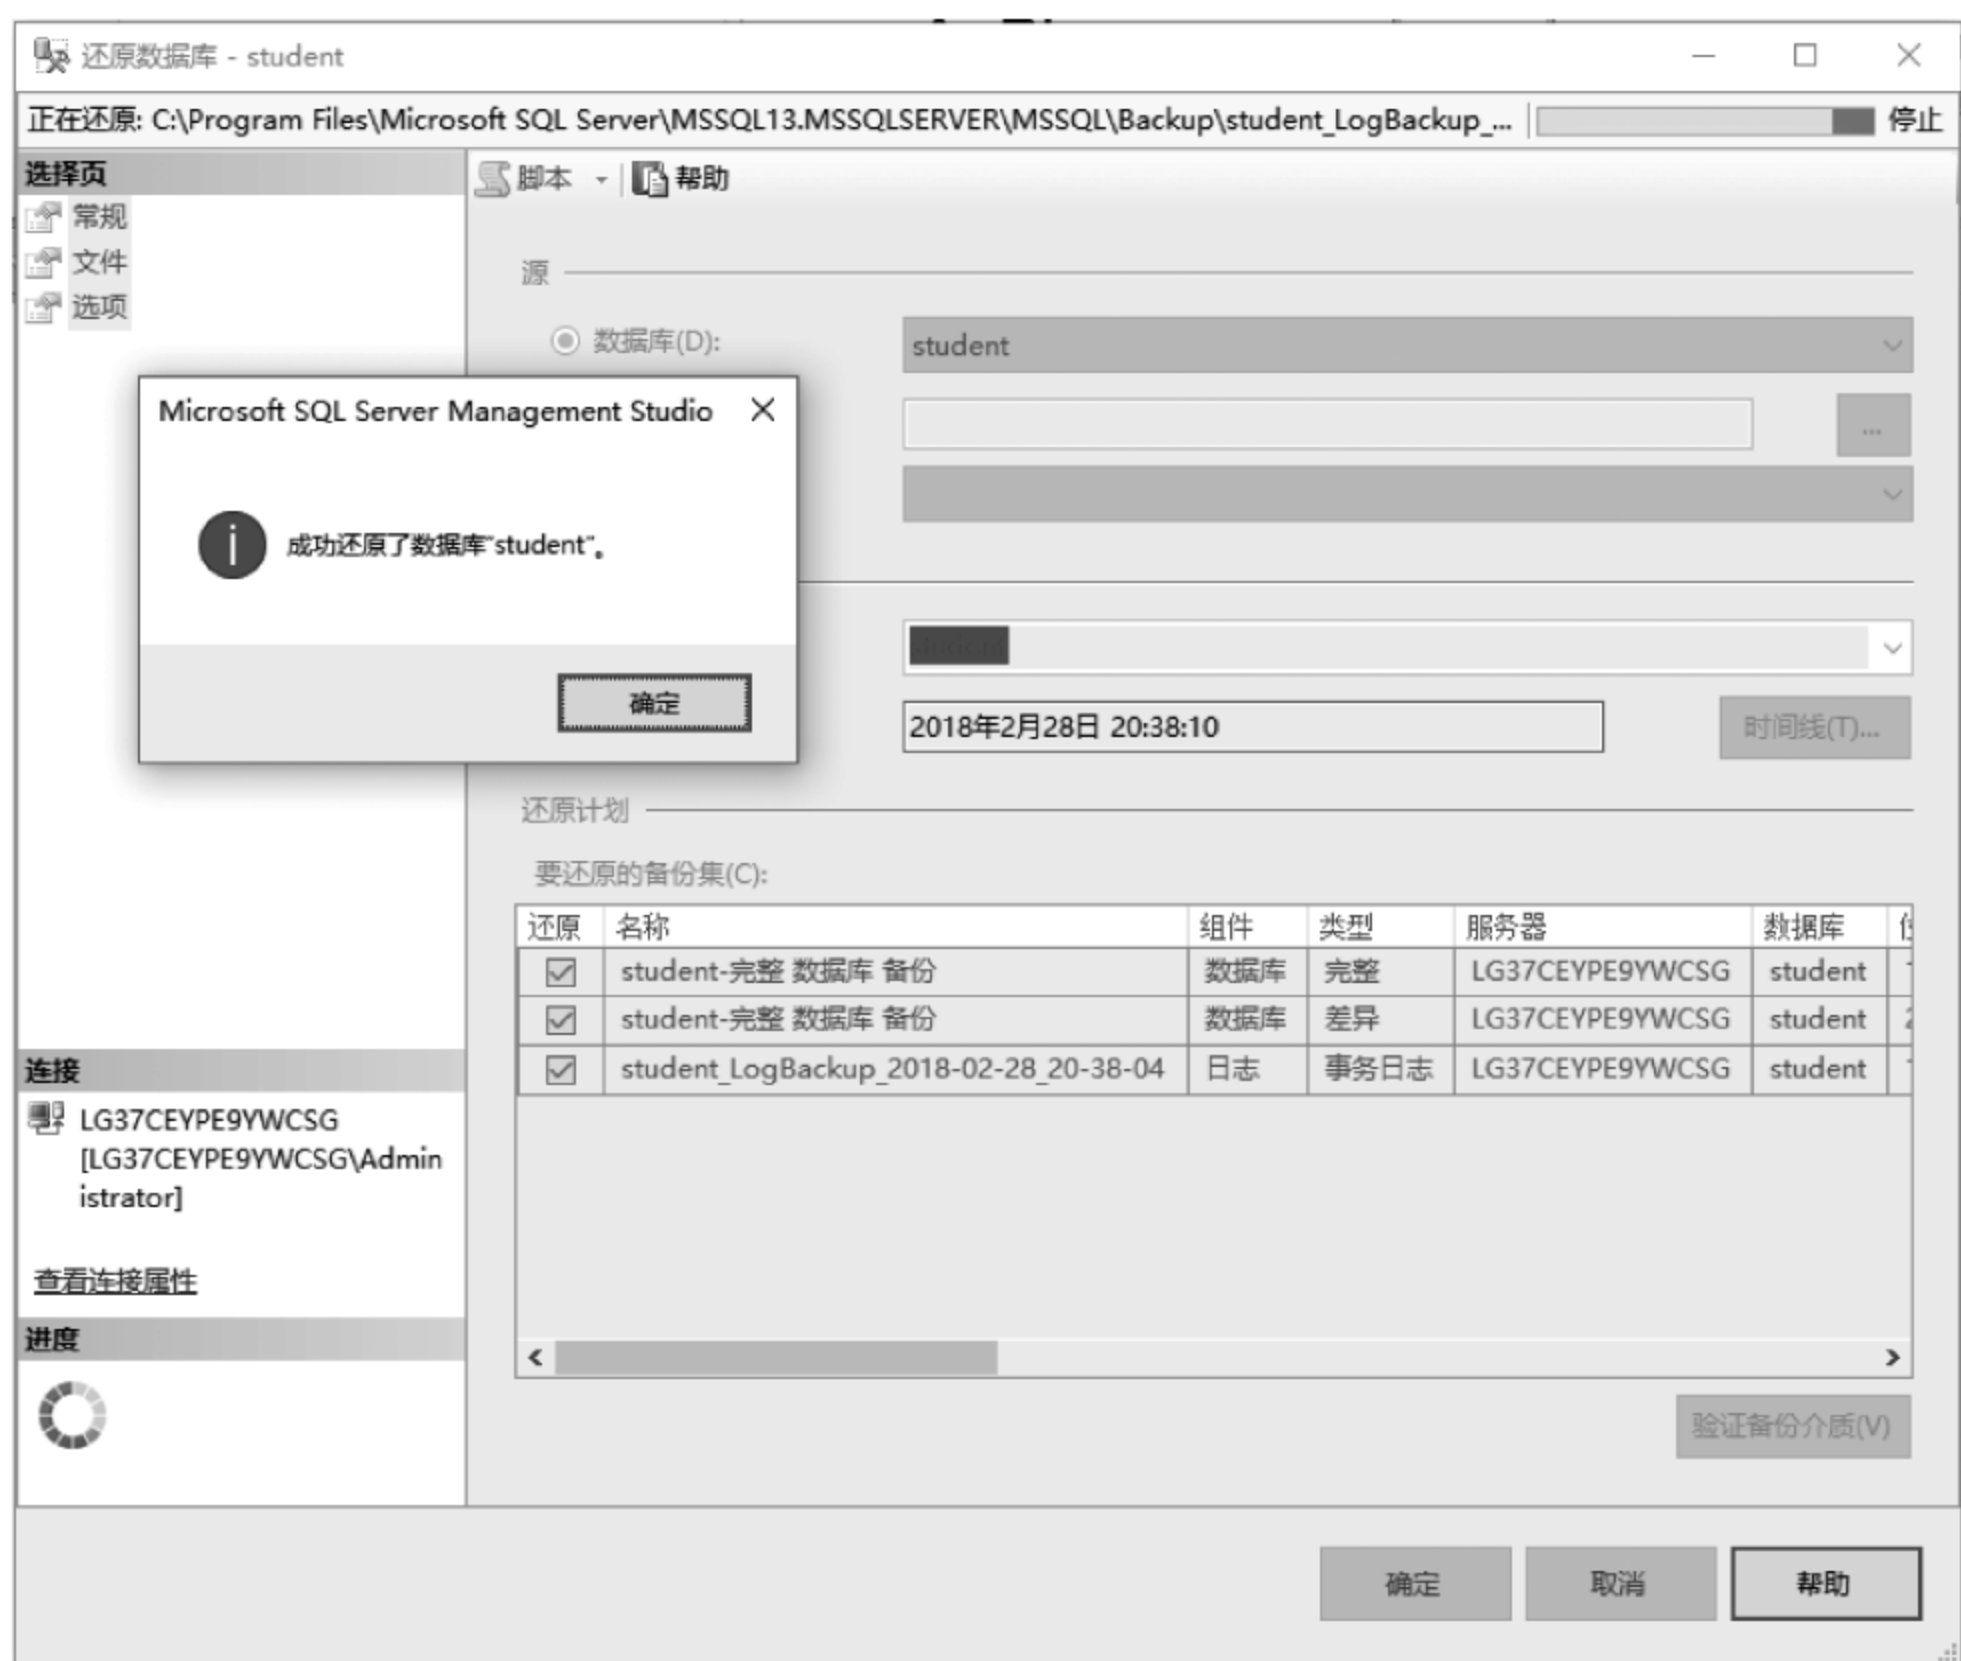 还原数据库 - student
正在还原: C:\Program Files\Microsoft SQL Server\MSSQL13.MSSQLSERVER\MSSQL\Backup\student_LogBackup_...
停止
选择页
常规
文件
选项
脚本
帮助
源
数据库(D):
student
...
Microsoft SQL Server Management Studio
成功还原了数据库“student”。
确定
student
2018年2月28日 20:38:10
时间线(T)...
还原计划
要还原的备份集(C):
还原 名称 组件 类型 服务器 数据库
student-完整 数据库 备份 数据库 完整 LG37CEYPE9YWCSG student
student-完整 数据库 备份 数据库 差异 LG37CEYPE9YWCSG student
student_LogBackup_2018-02-28_20-38-04 日志 事务日志 LG37CEYPE9YWCSG student
验证备份介质(V)
连接
LG37CEYPE9YWCSG
[LG37CEYPE9YWCSG\Admin
istrator]
查看连接属性
进度
确定
取消
帮助